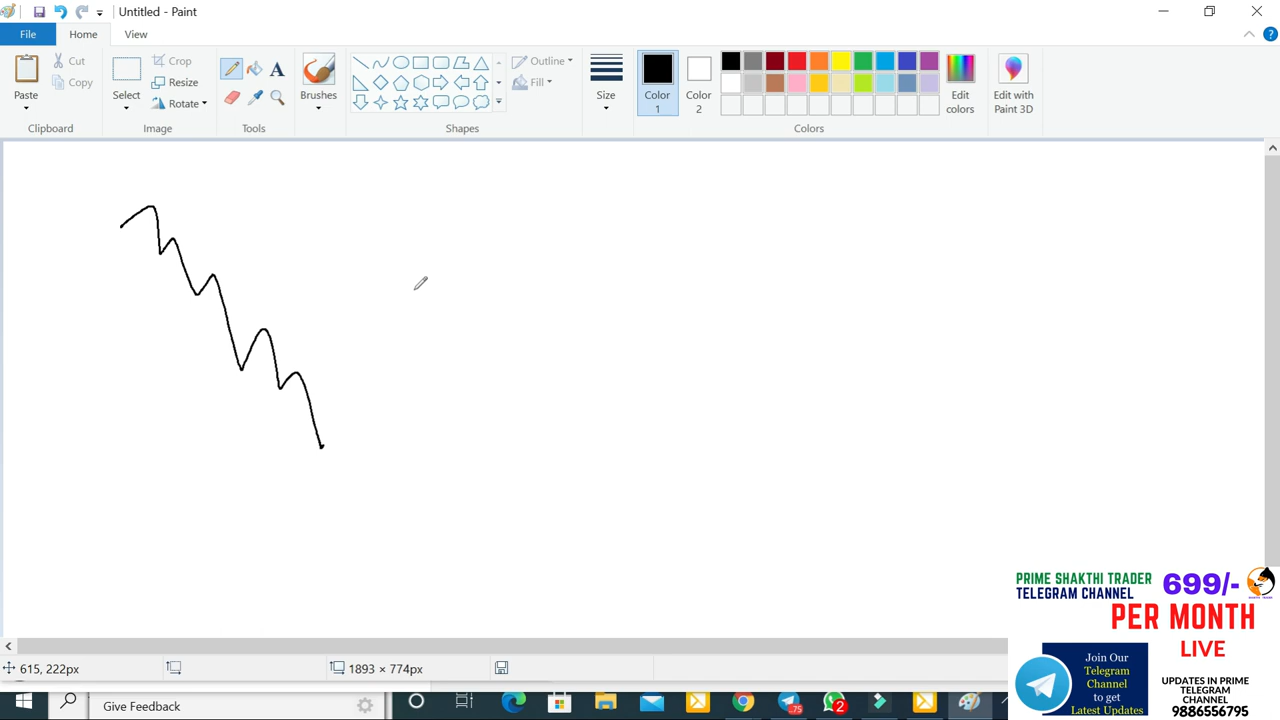 Untitled - Paint
File
Home
View
Paste
Cut
Copy
Clipboard
Select
Crop
Resize
Rotate
Image
A
Tools
Brushes
Shapes
Outline
Fill
Size
Color
1
Color
2
Edit
colors
Colors
Edit with
Paint 3D
?
615, 222px
1893 × 774px
Give Feedback
75
2
PRIME SHAKTHI TRADER
TELEGRAM CHANNEL
699/-
PER MONTH
LIVE
UPDATES IN PRIME
TELEGRAM
CHANNEL
9886556795
Join Our
Telegram
Channel
to get
Latest Updates